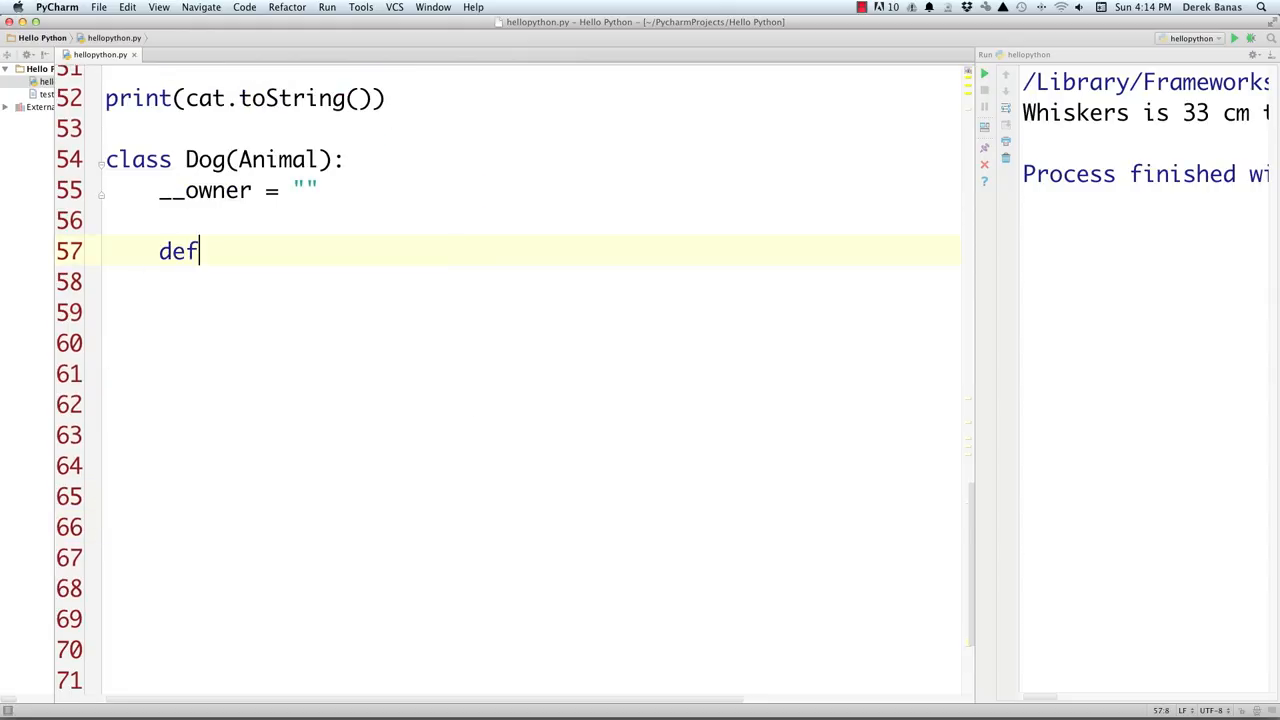 PyCharm File Edit View Navigate Code Refactor Run Tools VCS Window Help 10 Sun 4:14 PM Derek Banas
hellopython.py – Hello Python – [~/PycharmProjects/Hello Python]
Hello Python hellopython.py hellopython
hellopython.py Run hellopython
Hello P
hell
test
Externa
51
52 print(cat.toString())
53
54 class Dog(Animal):
55 __owner = ""
56
57 def
58
59
60
61
62
63
64
65
66
67
68
69
70
71
/Library/Frameworks
Whiskers is 33 cm t
Process finished wi
57:8 LF UTF-8